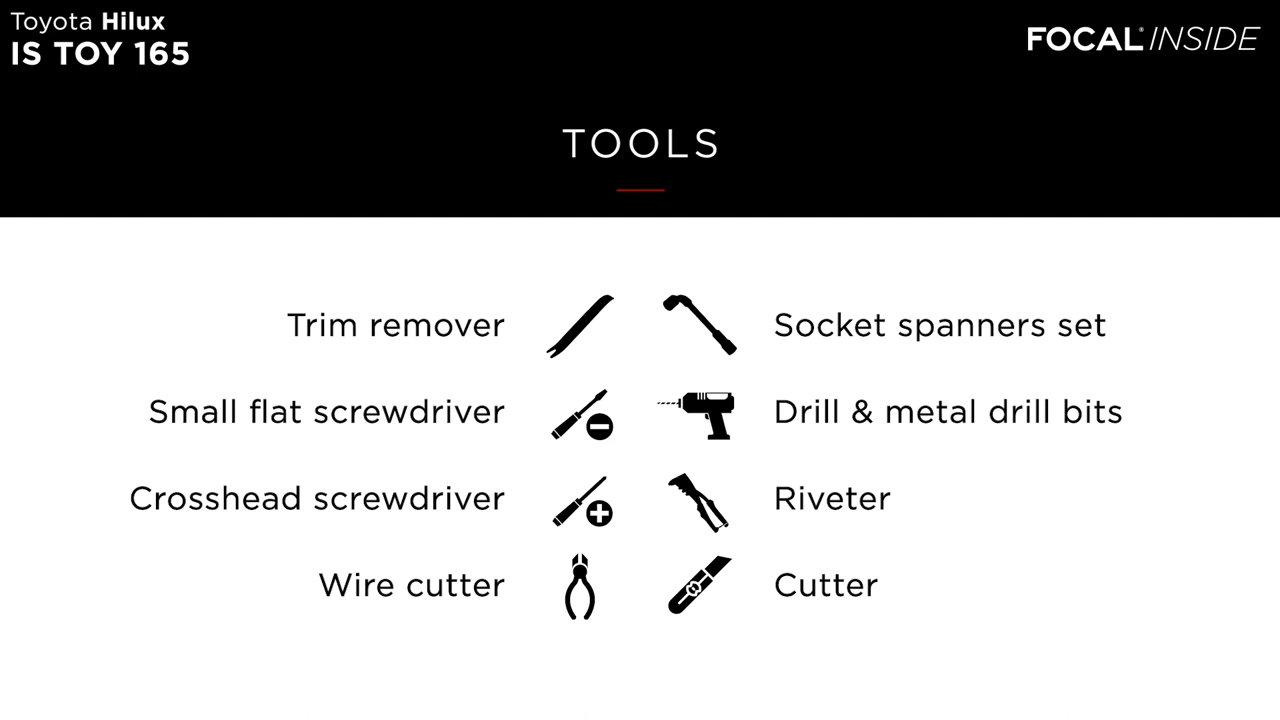 Toyota Hilux
IS TOY 165
FOCAL® INSIDE
TOOLS
Trim remover
Socket spanners set
Small flat screwdriver
Drill & metal drill bits
Crosshead screwdriver
Riveter
Wire cutter
Cutter